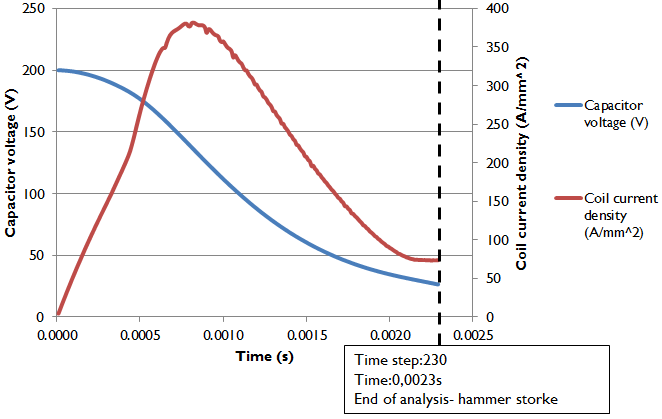 250
200
150
100
50
0
Capacitor voltage (V)
0.0000
0.0005
0.0010
0.0015
0.0020
0.0025
Time (s)
400
350
300
250
200
150
100
50
0
Coil current density (A/mm^2)
Capacitor
voltage (V)
Coil current
density
(A/mm^2)
Time step:230
Time:0,0023s
End of analysis- hammer storke